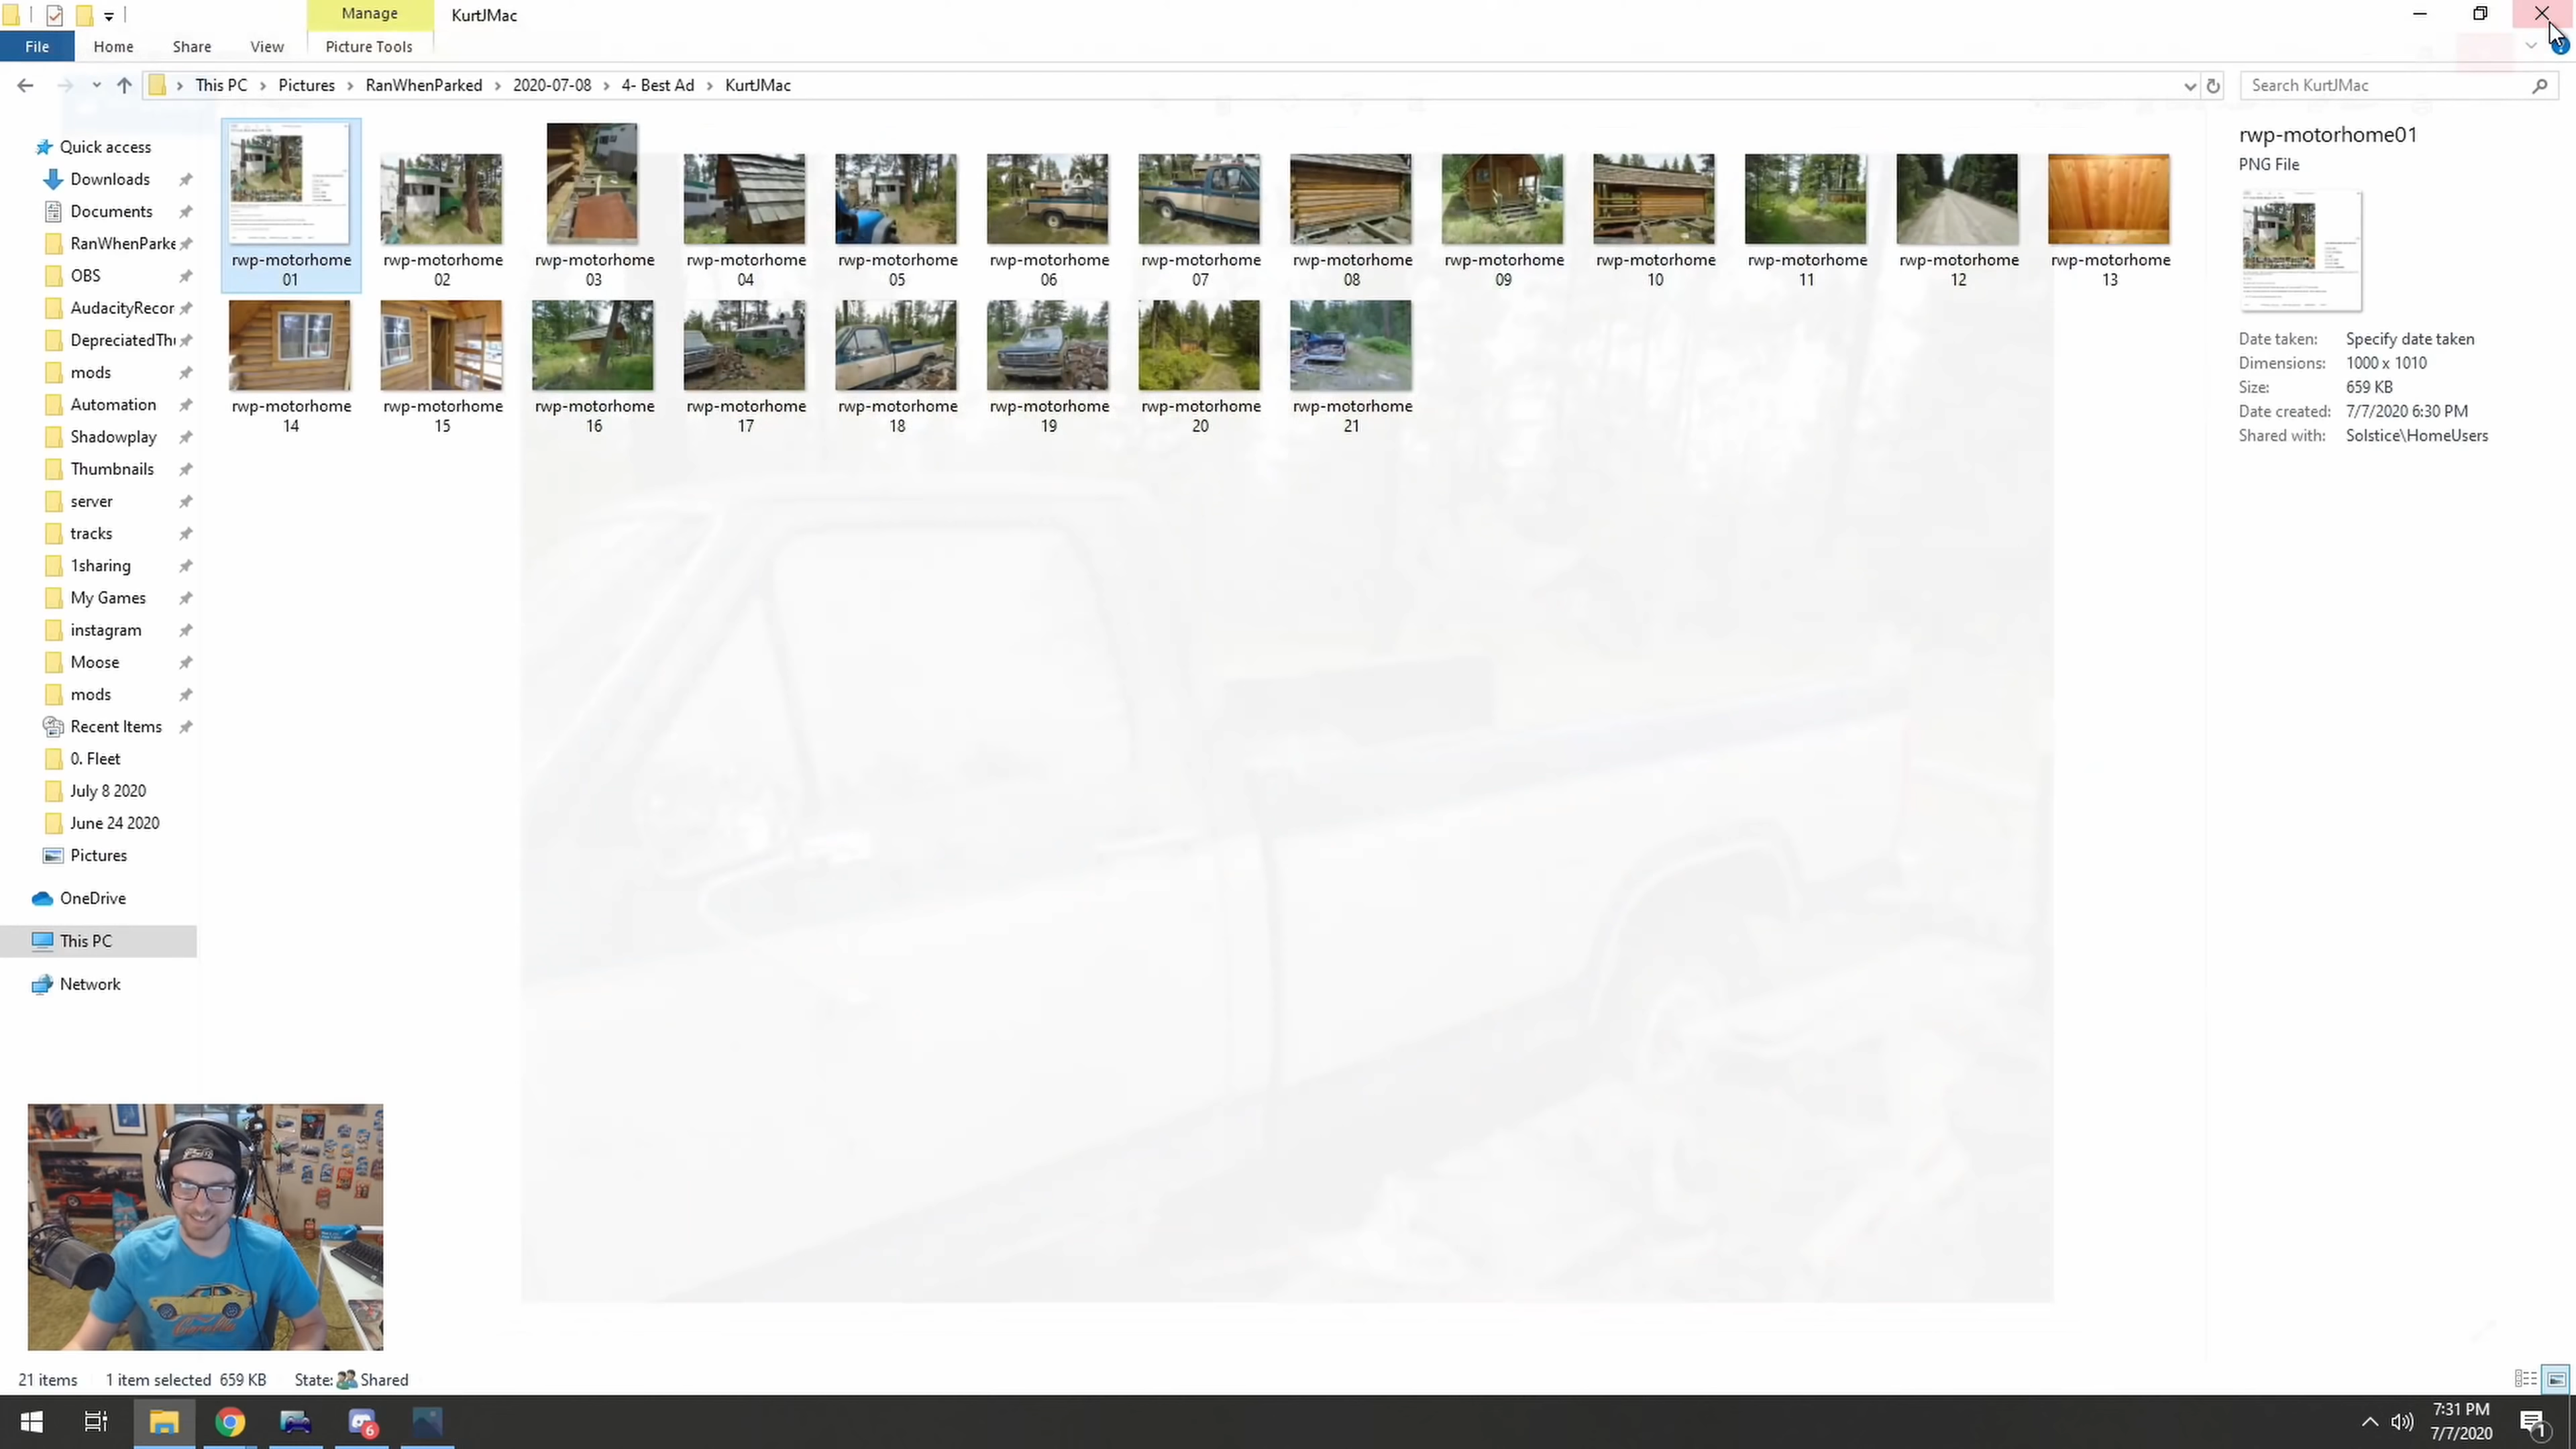 Manage
KurtJMac
File
Home
Share
View
Picture Tools
This PC
Pictures
RanWhenParked
2020-07-08
4- Best Ad
KurtJMac
Search KurtJMac
Quick access
Downloads
Documents
RanWhenParke
OBS
AudacityRecor
DepreciatedThu
mods
Automation
Shadowplay
Thumbnails
server
tracks
1sharing
My Games
instagram
Moose
mods
Recent Items
0. Fleet
July 8 2020
June 24 2020
Pictures
OneDrive
This PC
Network
rwp-motorhome
01
rwp-motorhome
02
rwp-motorhome
03
rwp-motorhome
04
rwp-motorhome
05
rwp-motorhome
06
rwp-motorhome
07
rwp-motorhome
08
rwp-motorhome
09
rwp-motorhome
10
rwp-motorhome
11
rwp-motorhome
12
rwp-motorhome
13
rwp-motorhome
14
rwp-motorhome
15
rwp-motorhome
16
rwp-motorhome
17
rwp-motorhome
18
rwp-motorhome
19
rwp-motorhome
20
rwp-motorhome
21
rwp-motorhome01
PNG File
Date taken: Specify date taken
Dimensions: 1000 x 1010
Size: 659 KB
Date created: 7/7/2020 6:30 PM
Shared with: Solstice\HomeUsers
Corolla
21 items 1 item selected 659 KB State: Shared
6
7:31 PM
7/7/2020
1